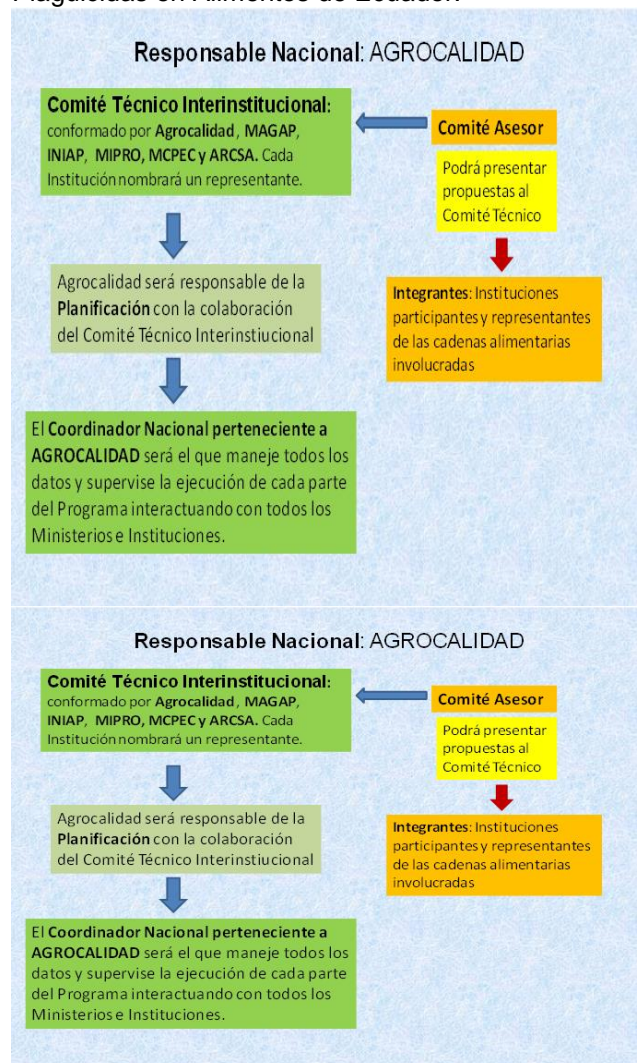 Plaguicidas en Alimentos de Ecuador.
Responsable Nacional: AGROCALIDAD
Comité Técnico Interinstitucional:
conformado por Agrocalidad, MAGAP,
INIAP, MIPRO, MCPEC y ARCSA. Cada
Institución nombrará un representante.
Comité Asesor
Podrá presentar
propuestas al
Comité Técnico
Agrocalidad será responsable de la
Planificación con la colaboración
del Comité Técnico Interinstiucional
Integrantes: Instituciones
participantes y representantes
de las cadenas alimentarias
involucradas
El Coordinador Nacional perteneciente a
AGROCALIDAD será el que maneje todos los
datos y supervise la ejecución de cada parte
del Programa interactuando con todos los
Ministerios e Instituciones.
Responsable Nacional: AGROCALIDAD
Comité Técnico Interinstitucional:
conformado por Agrocalidad, MAGAP,
INIAP, MIPRO, MCPEC y ARCSA. Cada
Institución nombrará un representante.
Comité Asesor
Podrá presentar
propuestas al
Comité Técnico
Agrocalidad será responsable de la
Planificación con la colaboración
del Comité Técnico Interinstiucional
Integrantes: Instituciones
participantes y representantes
de las cadenas alimentarias
involucradas
El Coordinador Nacional perteneciente a
AGROCALIDAD será el que maneje todos los
datos y supervise la ejecución de cada parte
del Programa interactuando con todos los
Ministerios e Instituciones.